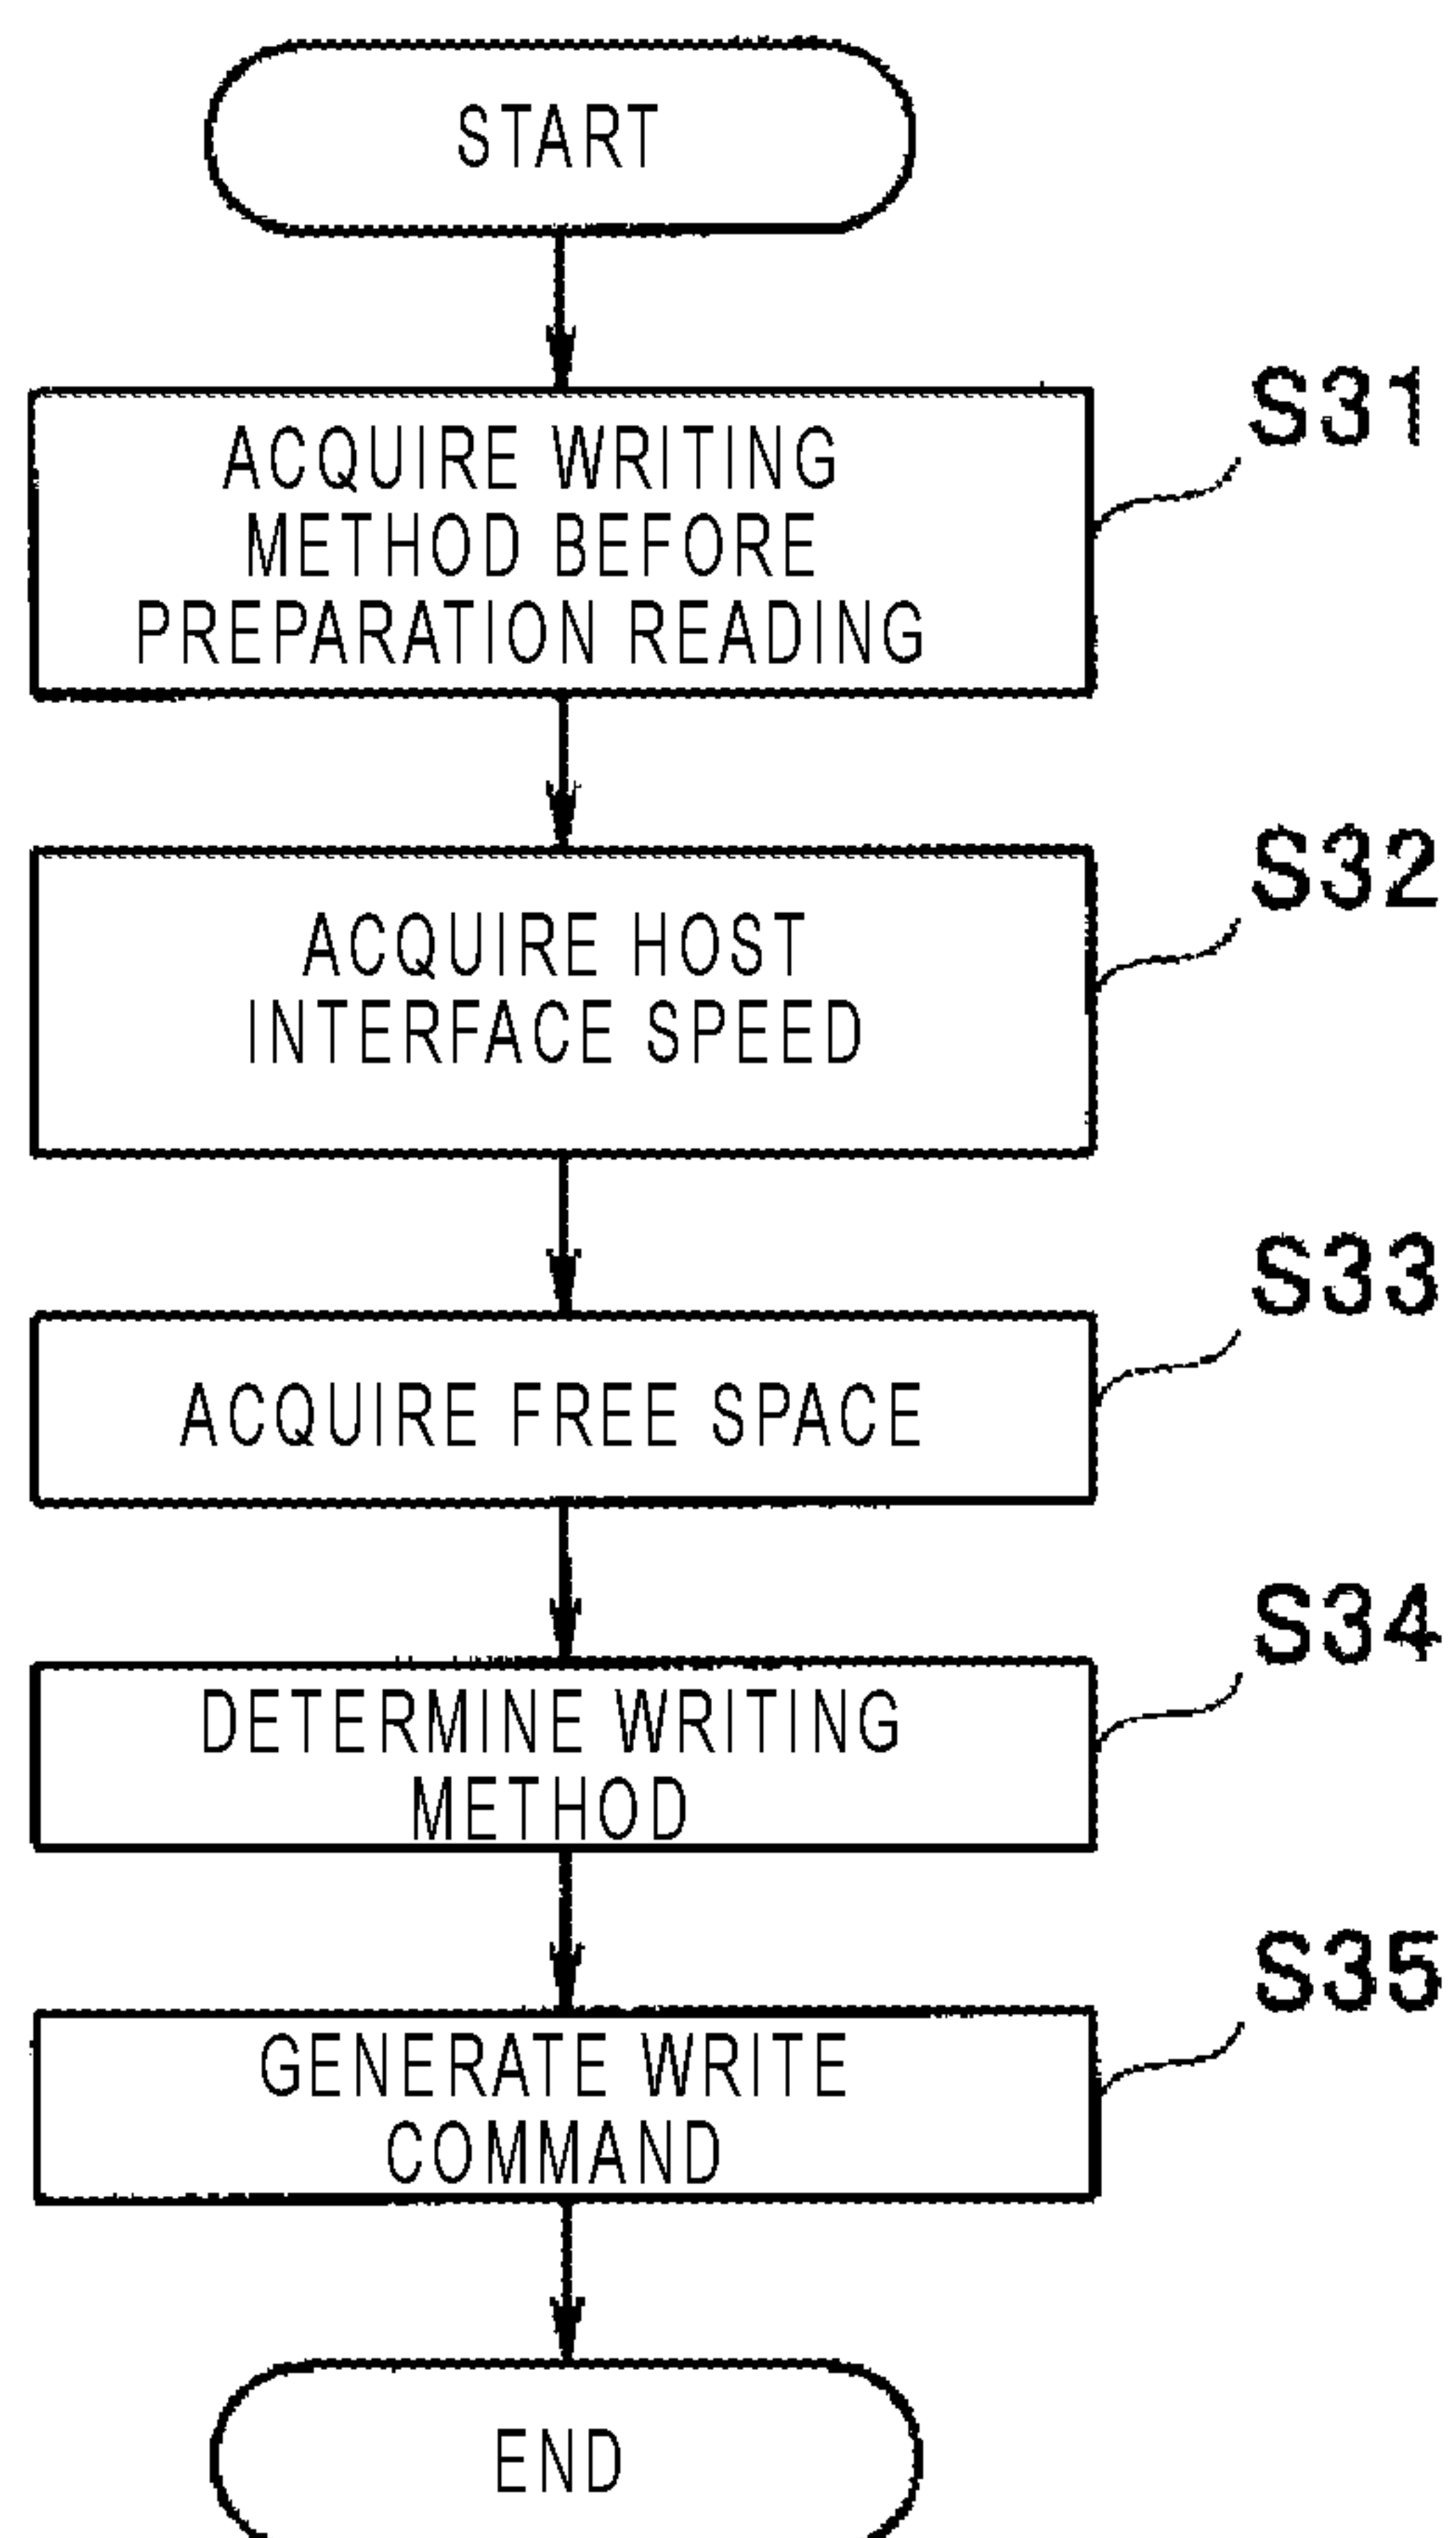 START
S31
ACQUIRE WRITING
METHOD BEFORE
PREPARATION READING
S32
ACQUIRE HOST
INTERFACE SPEED
S33
ACQUIRE FREE SPACE
S34
DETERMINE WRITING
METHOD
S35
GENERATE WRITE
COMMAND
END